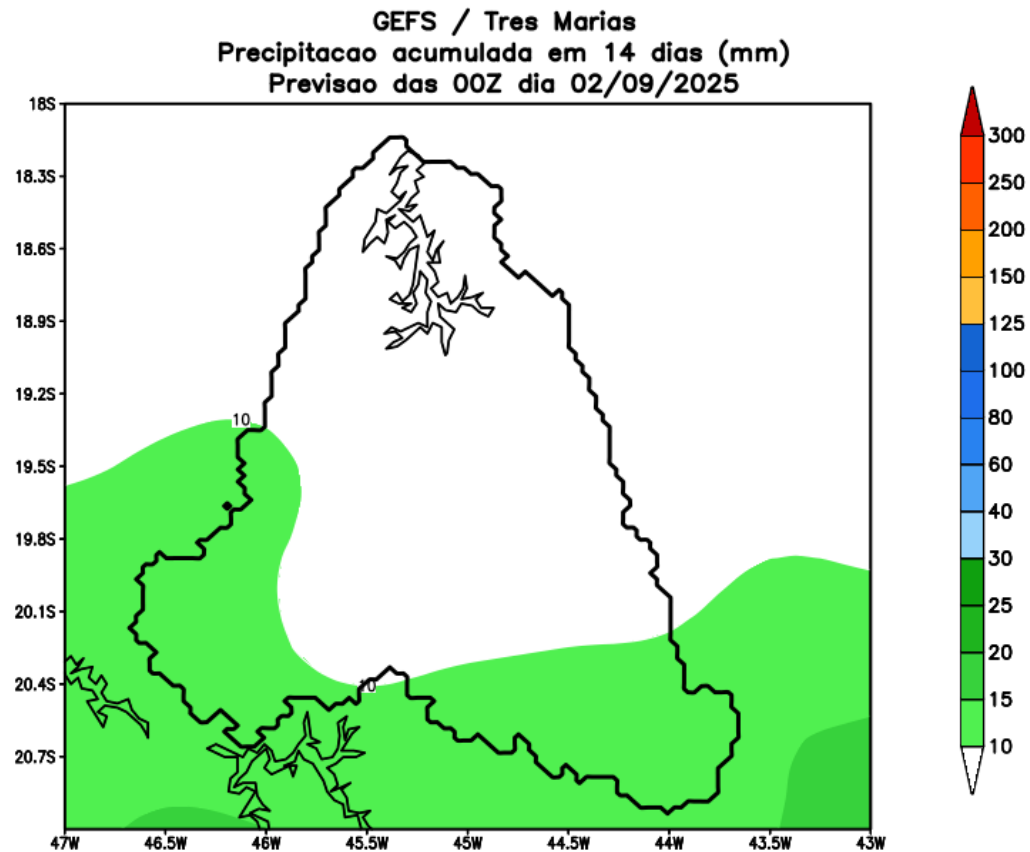 GEFS / Tres Marias
Precipitacao acumulada em 14 dias (mm)
Previsao das 00Z dia 02/09/2025
18S
18.3S
18.6S
18.9S
19.2S
19.5S
19.8S
20.1S
20.4S
20.7S
10
10
47W 46.5W 46W 45.5W 45W 44.5W 44W 43.5W 43W
300
250
200
150
125
100
80
60
40
30
25
20
15
10